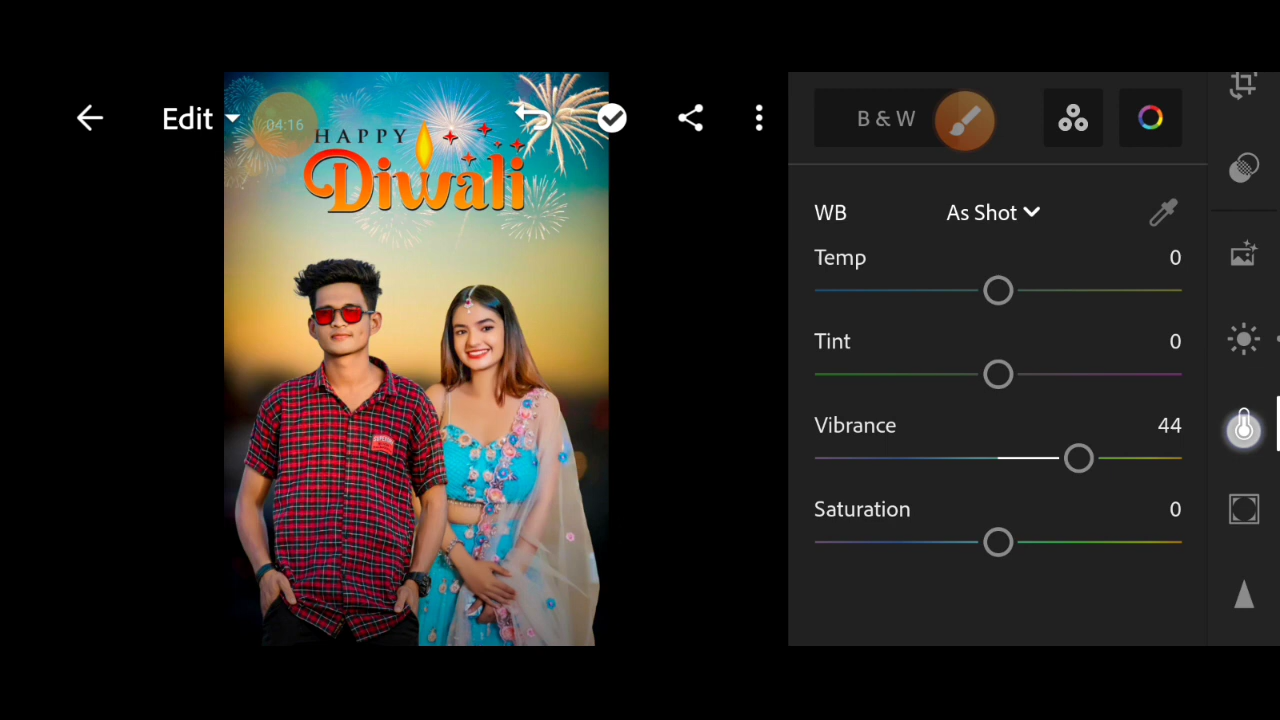 Edit
04:16
HAPPY
Diwali
B & W
WB
As Shot
Temp
0
Tint
0
Vibrance
44
Saturation
0